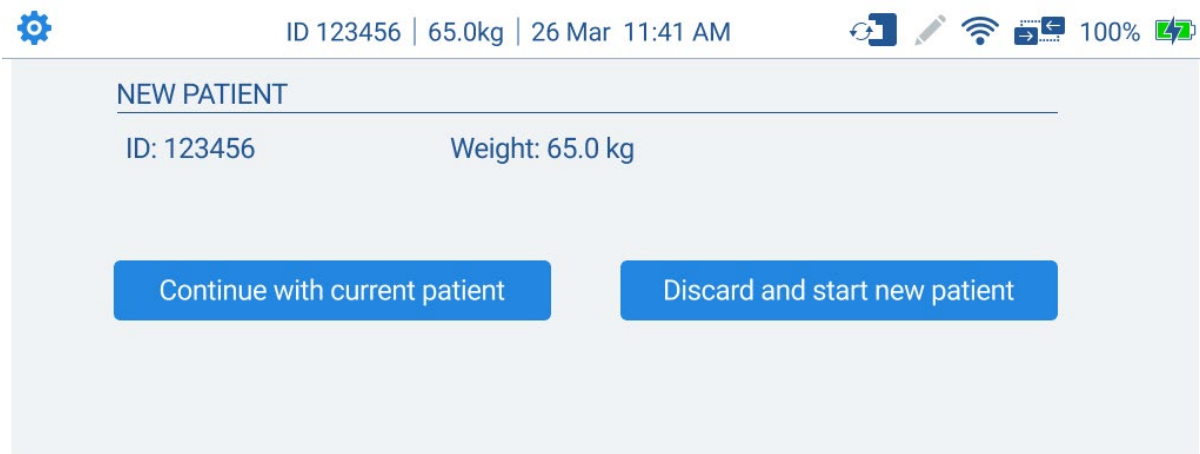 ID 123456 | 65.0kg | 26 Mar 11:41 AM 100%
NEW PATIENT
ID: 123456 Weight: 65.0 kg
Continue with current patient Discard and start new patient